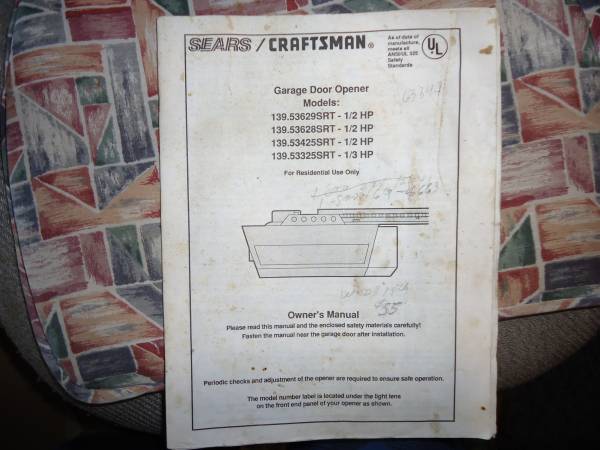 SEARS / CRAFTSMAN®
As of date of
manufacture,
meets all
ANSI/UL 325
Safety
Standards
UL
Garage Door Opener
Models:
139.53629SRT - 1/2 HP
139.53628SRT - 1/2 HP
139.53425SRT - 1/2 HP
139.53325SRT - 1/3 HP
For Residential Use Only
Owner's Manual
Please read this manual and the enclosed safety materials carefully!
Fasten the manual near the garage door after installation.
Periodic checks and adjustment of the opener are required to ensure safe operation.
The model number label is located under the light lens
on the front end panel of your opener as shown.